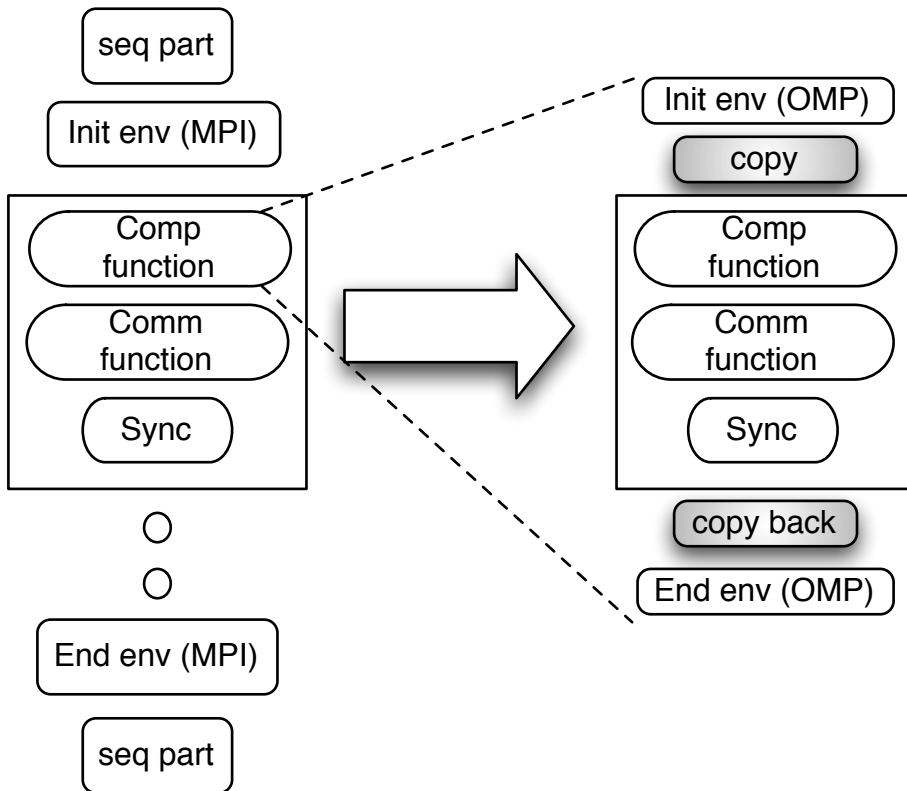 seq part
Init env (MPI)
Comp
function
Comm
function
Sync
End env (MPI)
seq part
Init env (OMP)
copy
Comp
function
Comm
function
Sync
copy back
End env (OMP)